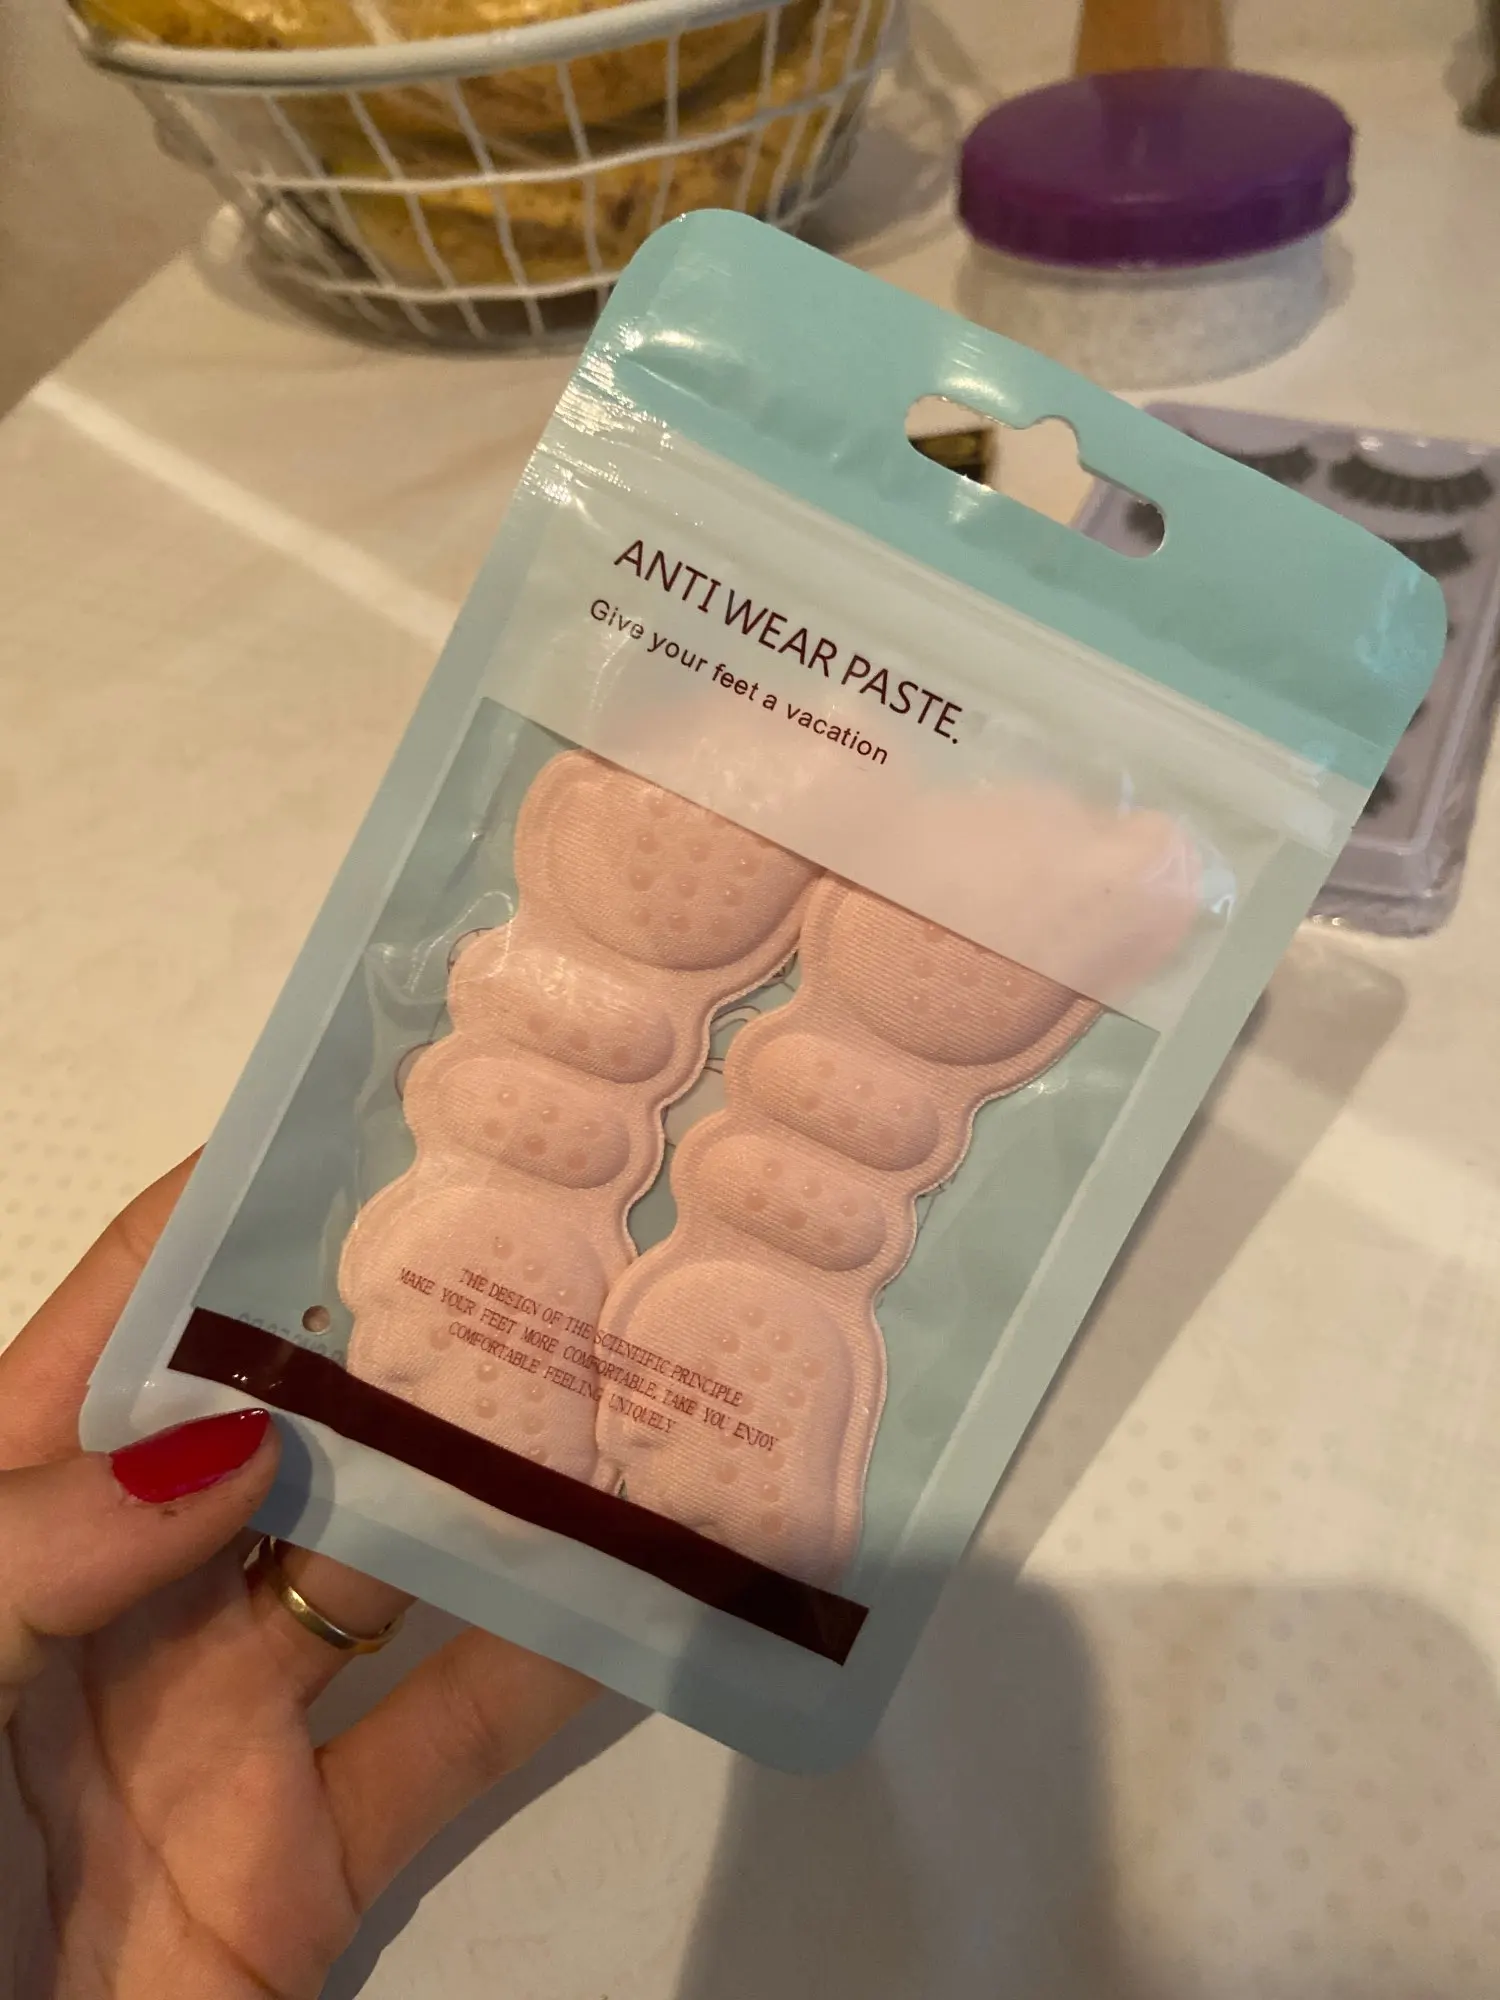 ANTI WEAR PASTE.
Give your feet a vacation
THE DESIGN OF THE SCIENTIFIC PRINCIPLE
MAKE YOUR FEET MORE COMFORTABLE, TAKE YOU ENJOY
COMFORTABLE FEELING UNIQUELY